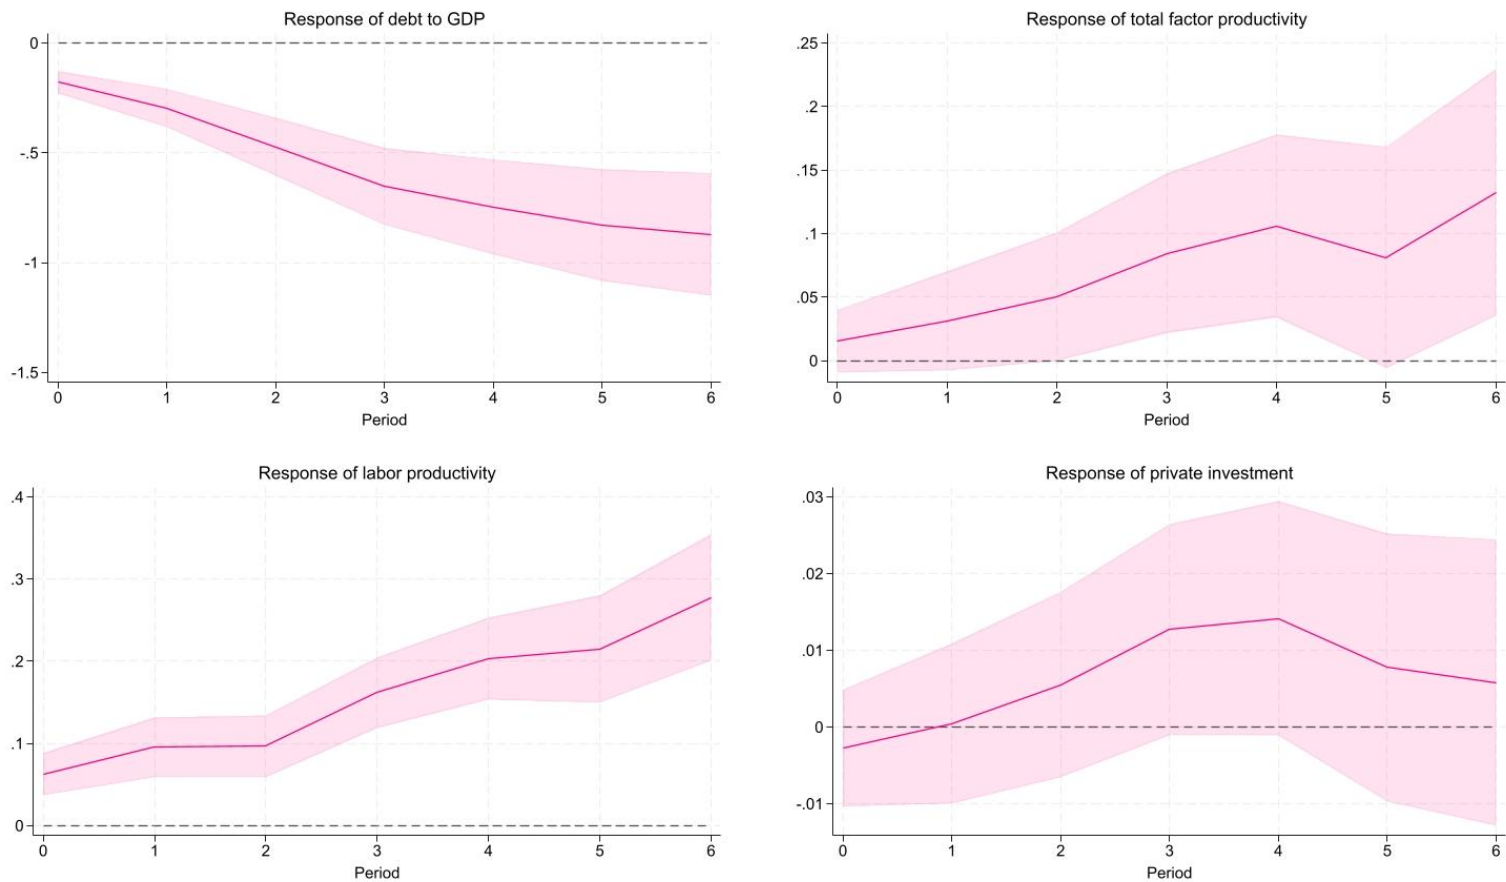 Response of debt to GDP
0
-.5
-1
-1.5
0 1 2 3 4 5 6
Period
Response of total factor productivity
.25
.2
.15
.1
.05
0
0 1 2 3 4 5 6
Period
Response of labor productivity
.4
.3
.2
.1
0
0 1 2 3 4 5 6
Period
Response of private investment
.03
.02
.01
0
-.01
0 1 2 3 4 5 6
Period